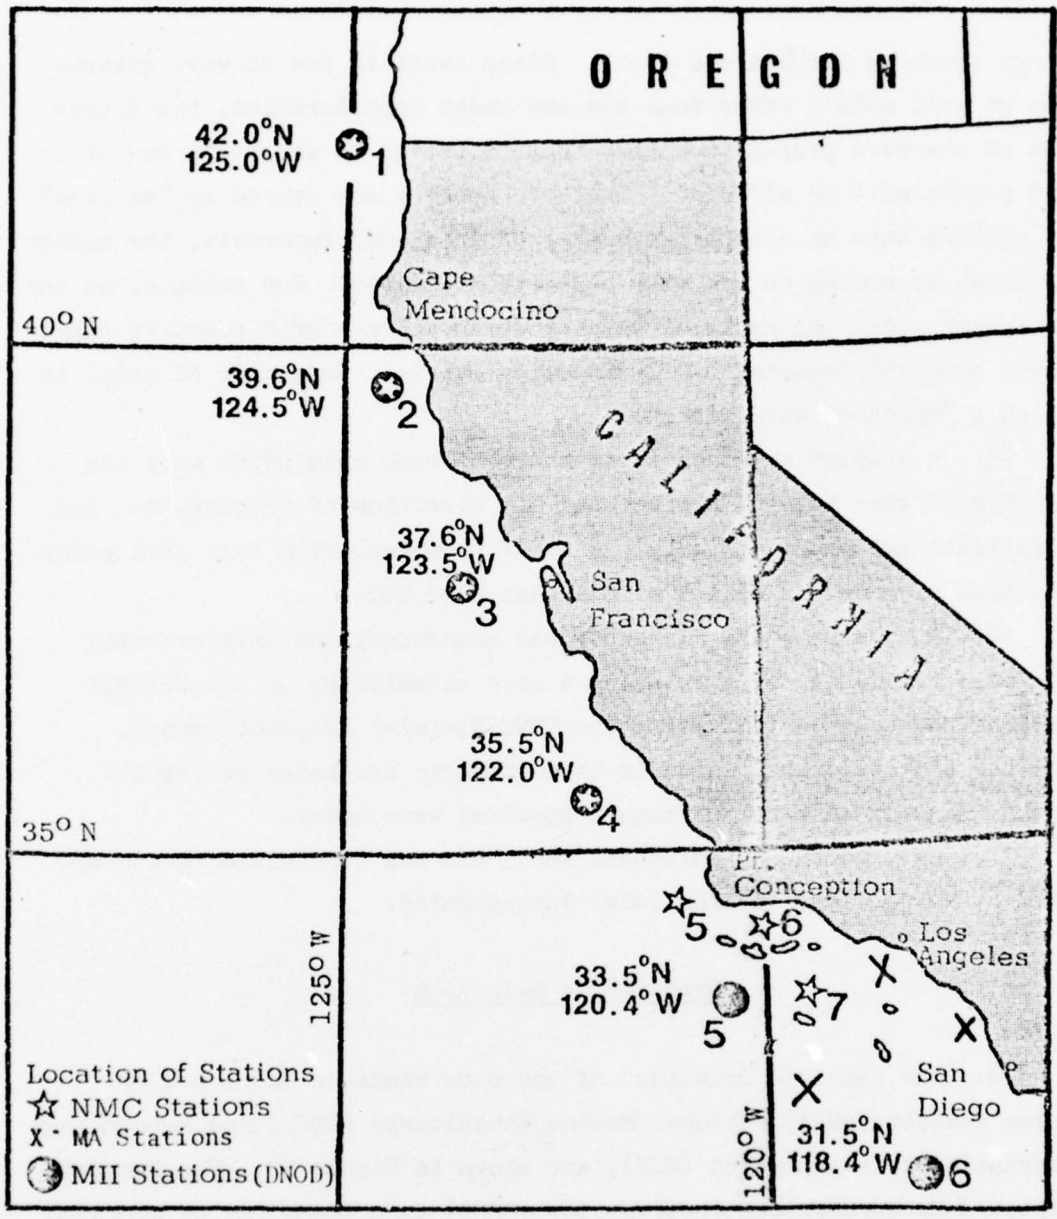 OREGON
42.0°N
125.0°W
1
Cape
Mendocino
40° N
39.6°N
124.5°W
2
CALIFORNIA
37.6°N
123.5°W
3
San
Francisco
35.5°N
122.0°W
4
35° N
Pt.
Conception
5
6
Los
Angeles
33.5°N
120.4°W
5
7
125° W
Location of Stations
NMC Stations
X MA Stations
MII Stations (DNOD)
San
Diego
120° W
31.5°N
118.4°W
6